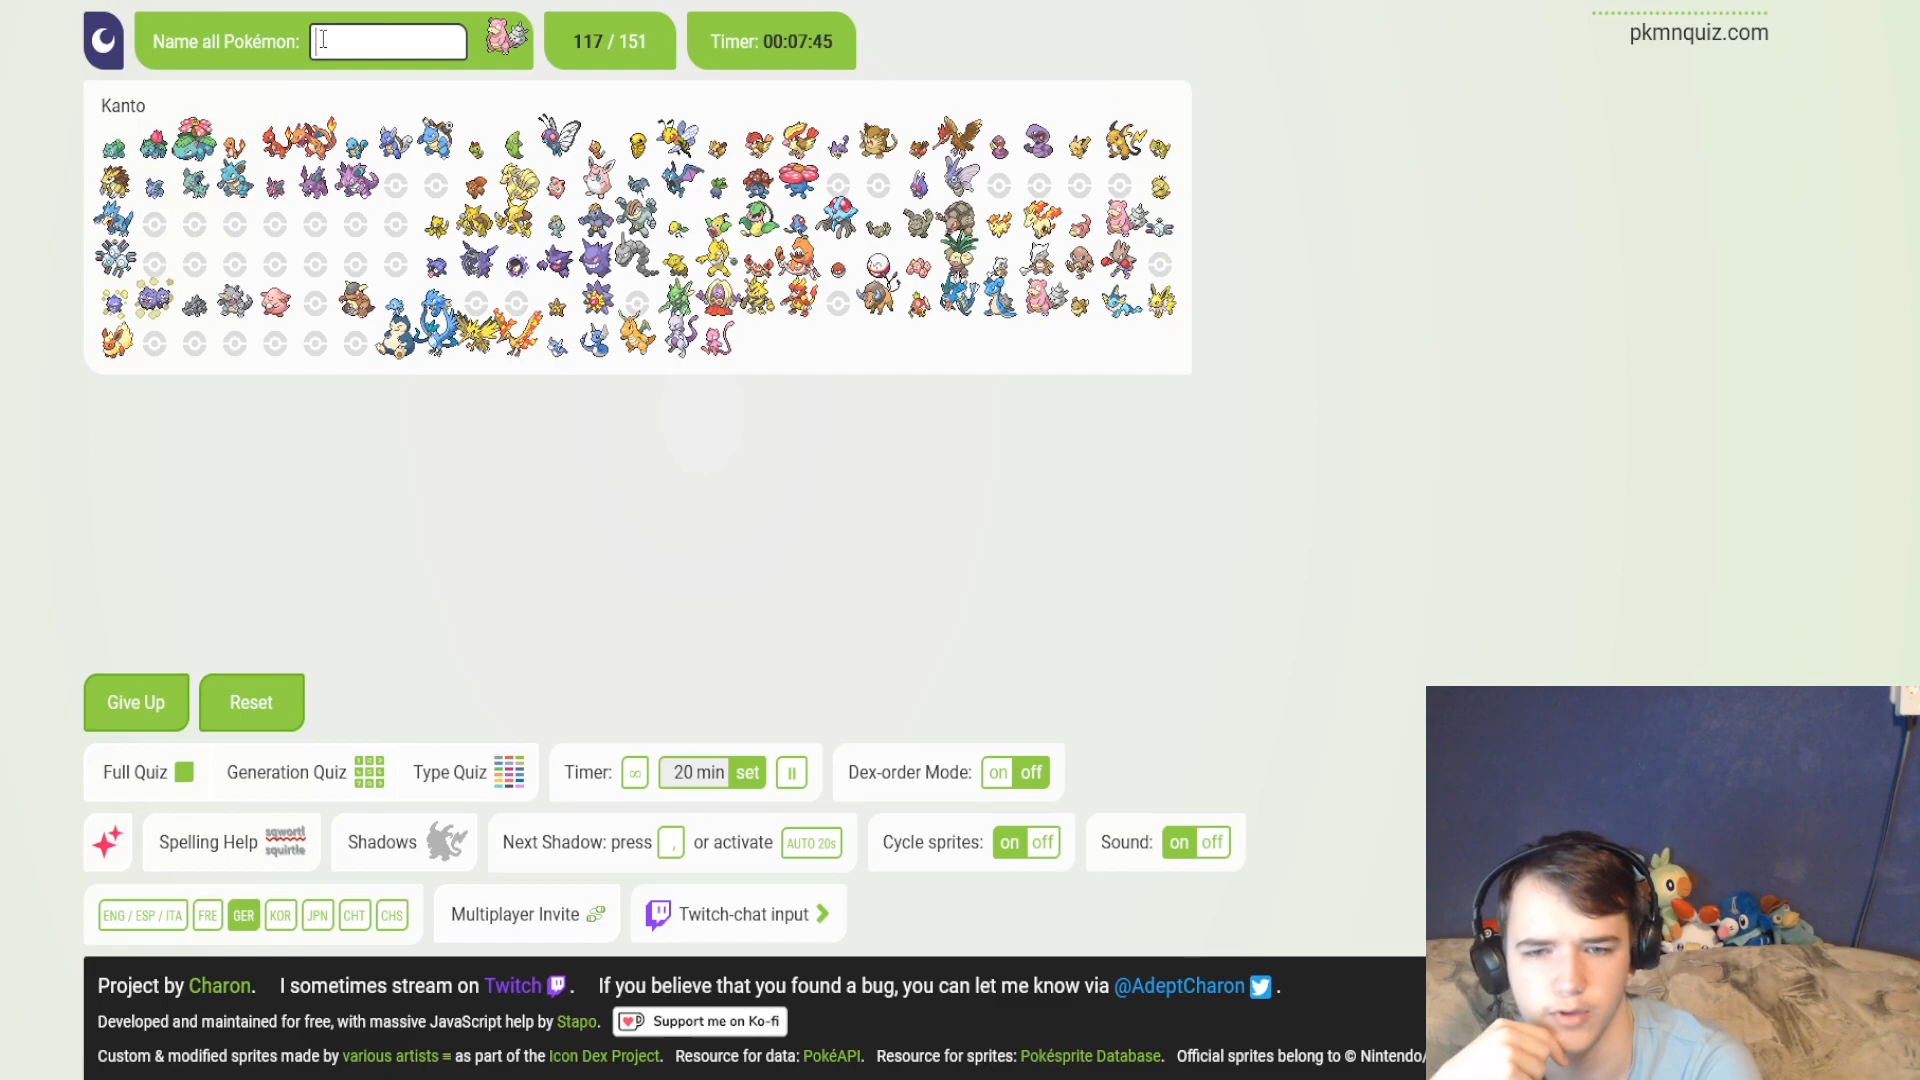 Name all Pokémon:
117 / 151
Timer: 00:07:45
pkmnquiz.com
Kanto
Give Up
Reset
Full Quiz
Generation Quiz
Type Quiz
Timer: ∞ 20 min set
Dex-order Mode: on off
Spelling Help sqwortl squirtle
Shadows
Next Shadow: press , or activate AUTO 20s
Cycle sprites: on off
Sound: on off
ENG / ESP / ITA FRE GER KOR JPN CHT CHS
Multiplayer Invite
Twitch-chat input
Project by Charon. I sometimes stream on Twitch. If you believe that you found a bug, you can let me know via @AdeptCharon.
Developed and maintained for free, with massive JavaScript help by Stapo. Support me on Ko-fi
Custom & modified sprites made by various artists = as part of the Icon Dex Project. Resource for data: PokéAPI. Resource for sprites: Pokésprite Database. Official sprites belong to © Nintendo/